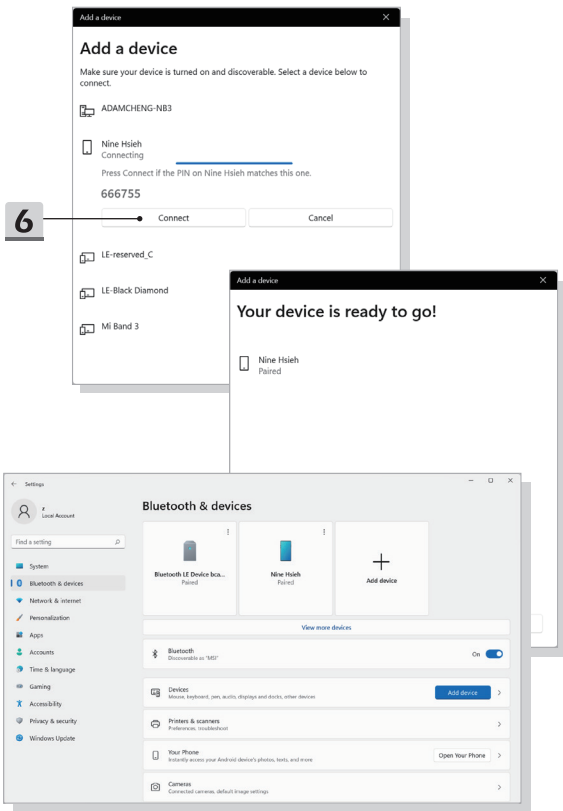 Add a device
Add a device
Make sure your device is turned on and discoverable. Select a device below to
connect.
ADAMCHENG-NB3
Nine Hsieh
Connecting
Press Connect if the PIN on Nine Hsieh matches this one.
666755
6
Connect Cancel
LE-reserved_C
LE-Black Diamond
Mi Band 3
Add a device
Your device is ready to go!
Nine Hsieh
Paired
Settings
z
Local Account
Find a setting
System
Bluetooth & devices
Network & internet
Personalization
Apps
Accounts
Time & language
Gaming
Accessibility
Privacy & security
Windows Update
Bluetooth & devices
Bluetooth LE Device bca...
Paired
Nine Hsieh
Paired
Add device
View more devices
Bluetooth
Discoverable as "MSI"
On
Devices
Mouse, keyboard, pen, audio, displays and docks, other devices
Add device
Printers & scanners
Preferences, troubleshoot
Your Phone
Instantly access your Android device's photos, texts, and more
Open Your Phone
Cameras
Connected cameras, default image settings